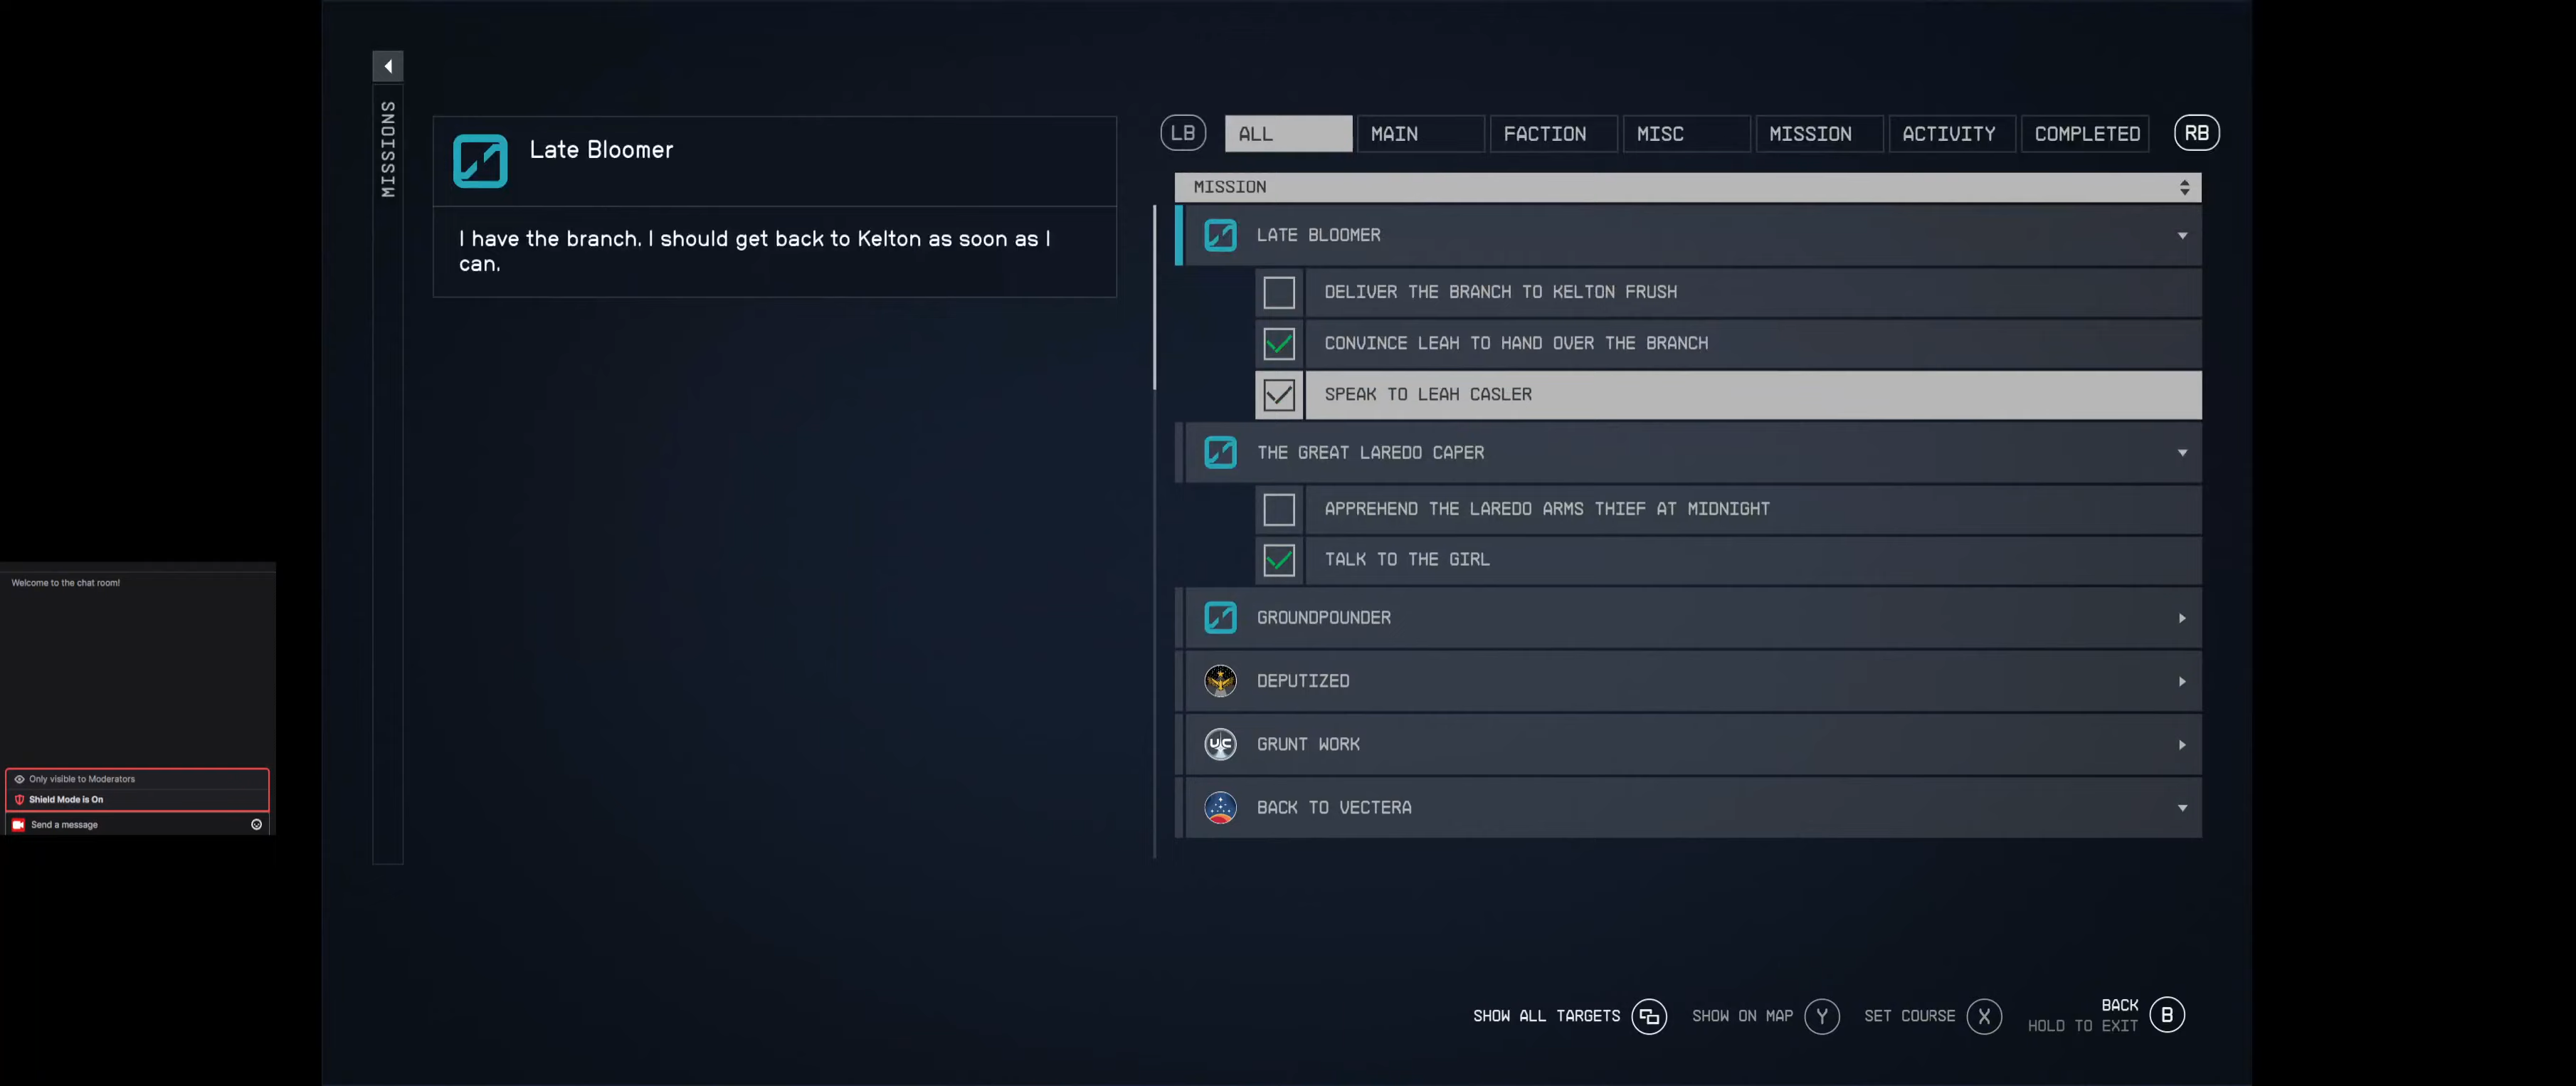 MISSIONS
Late Bloomer
I have the branch. I should get back to Kelton as soon as I
can.
LB
ALL
MAIN
FACTION
MISC
MISSION
ACTIVITY
COMPLETED
RB
MISSION
LATE BLOOMER
DELIVER THE BRANCH TO KELTON FRUSH
CONVINCE LEAH TO HAND OVER THE BRANCH
SPEAK TO LEAH CASLER
THE GREAT LAREDO CAPER
APPREHEND THE LAREDO ARMS THIEF AT MIDNIGHT
TALK TO THE GIRL
GROUNDPOUNDER
DEPUTIZED
UC
GRUNT WORK
BACK TO VECTERA
Welcome to the chat room!
Only visible to Moderators
Shield Mode is On
Send a message
SHOW ALL TARGETS
SHOW ON MAP Y
SET COURSE X
BACK B
HOLD TO EXIT